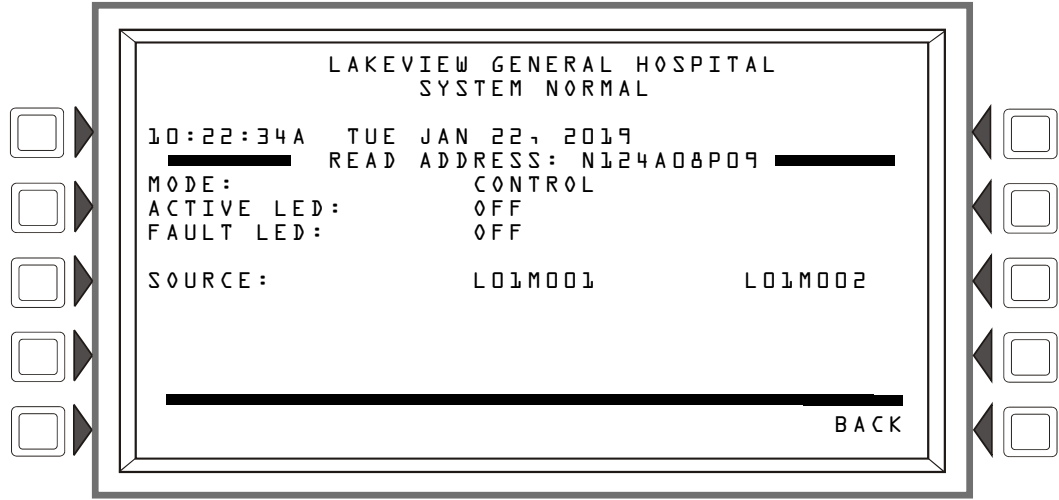 LAKEVIEW GENERAL HOSPITAL
SYSTEM NORMAL
10:22:34A TUE JAN 22, 2019
READ ADDRESS: N124A08P09
MODE: CONTROL
ACTIVE LED: OFF
FAULT LED: OFF
SOURCE: L01M001 L01M002
BACK